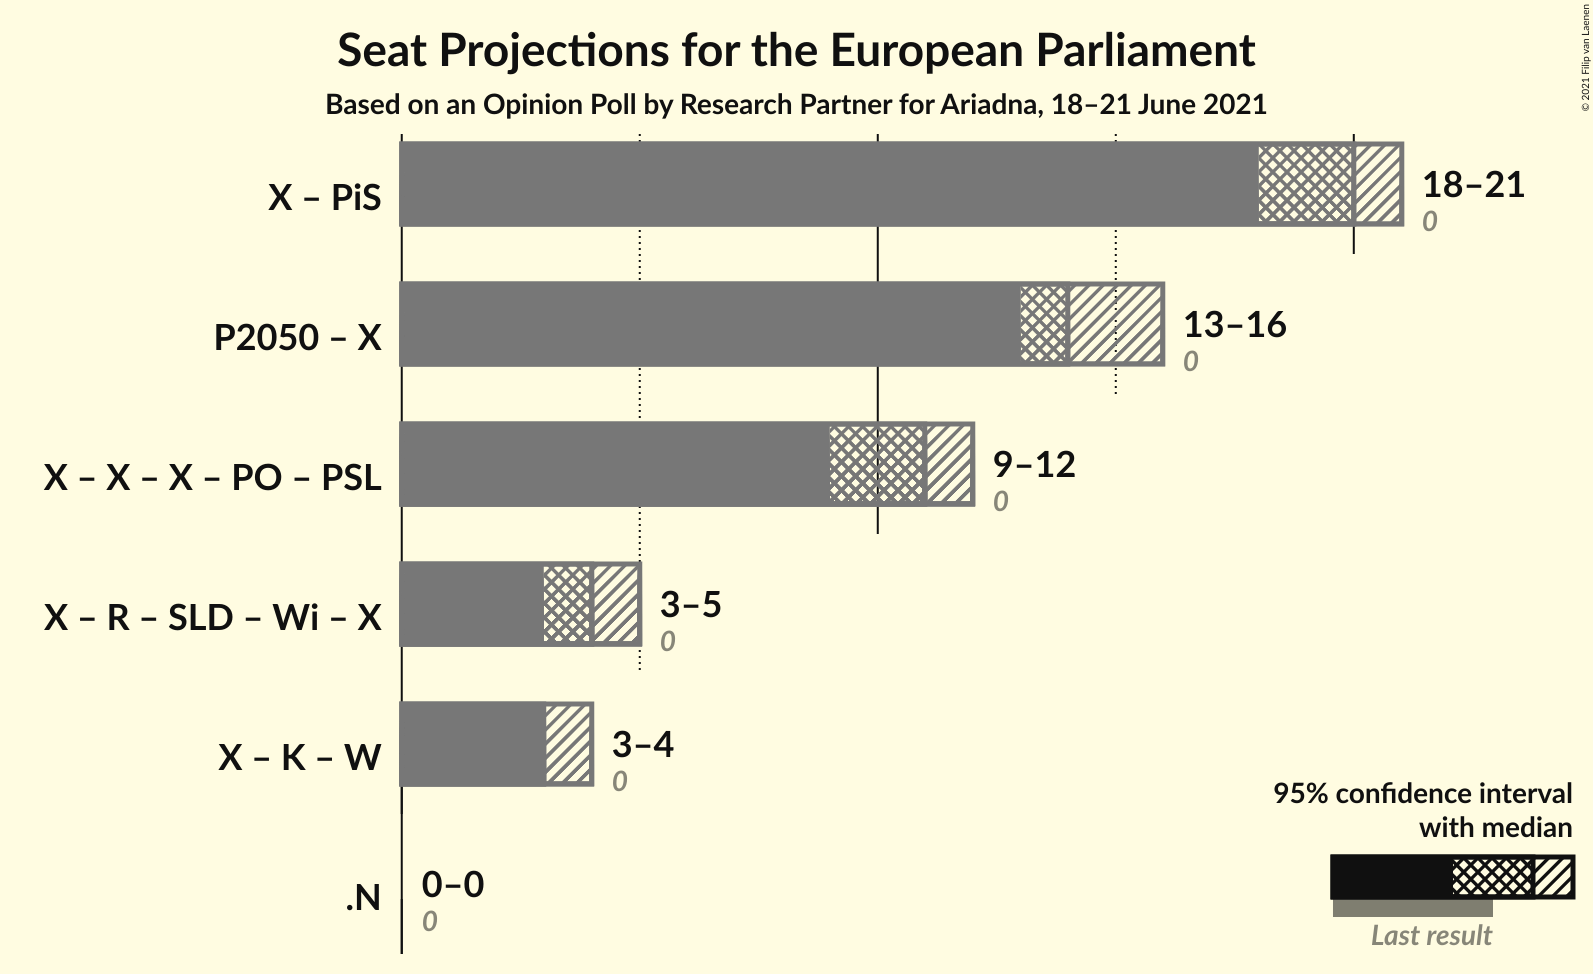 Seat Projections for the European Parliament
Based on an Opinion Poll by Research Partner for Ariadna, 18–21 June 2021
© 2021 Filip van Laenen
X – PiS
18–21
0
P2050 – X
13–16
0
X – X – X – PO – PSL
9–12
0
X – R – SLD – Wi – X
3–5
0
X – K – W
3–4
0
.N
0–0
0
95% confidence interval
with median
Last result